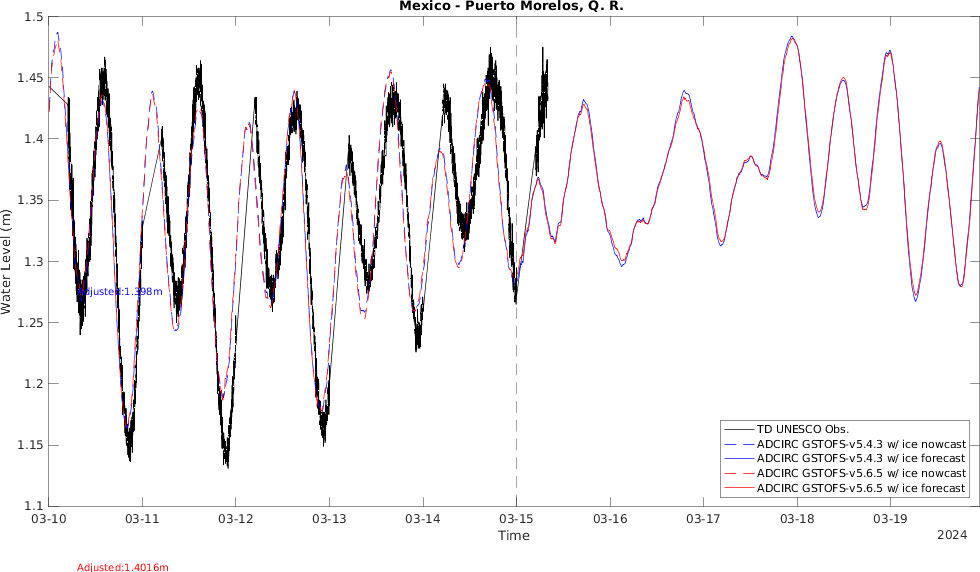 Mexico - Puerto Morelos, Q. R.
1.5
1.45
1.4
1.35
1.3
1.25
1.2
1.15
1.1
Water Level (m)
Adjusted:1.398m
TD UNESCO Obs.
ADCIRC GSTOFS-v5.4.3 w/ ice nowcast
ADCIRC GSTOFS-v5.4.3 w/ ice forecast
ADCIRC GSTOFS-v5.6.5 w/ ice nowcast
ADCIRC GSTOFS-v5.6.5 w/ ice forecast
03-10 03-11 03-12 03-13 03-14 03-15 03-16 03-17 03-18 03-19
Time
2024
Adjusted:1.4016m